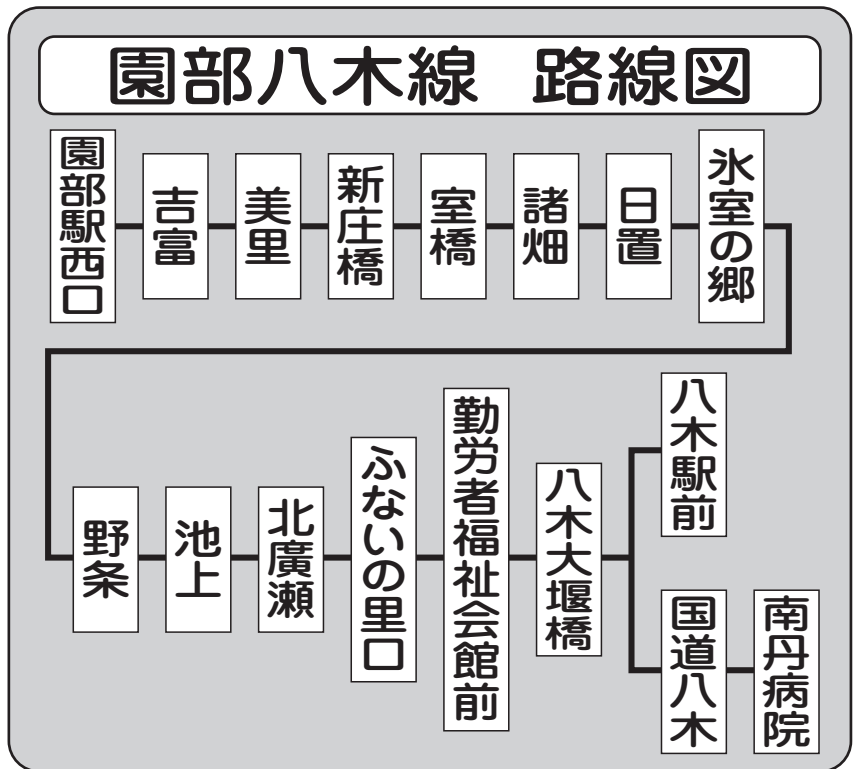 園部八木線 路線図
園部駅西口
吉富
美里
新庄橋
室橋
諸畑
日置
氷室の郷
野条
池上
北廣瀬
ふないの里口
勤労者福祉会館前
八木大堰橋
八木駅前
国道八木
南丹病院